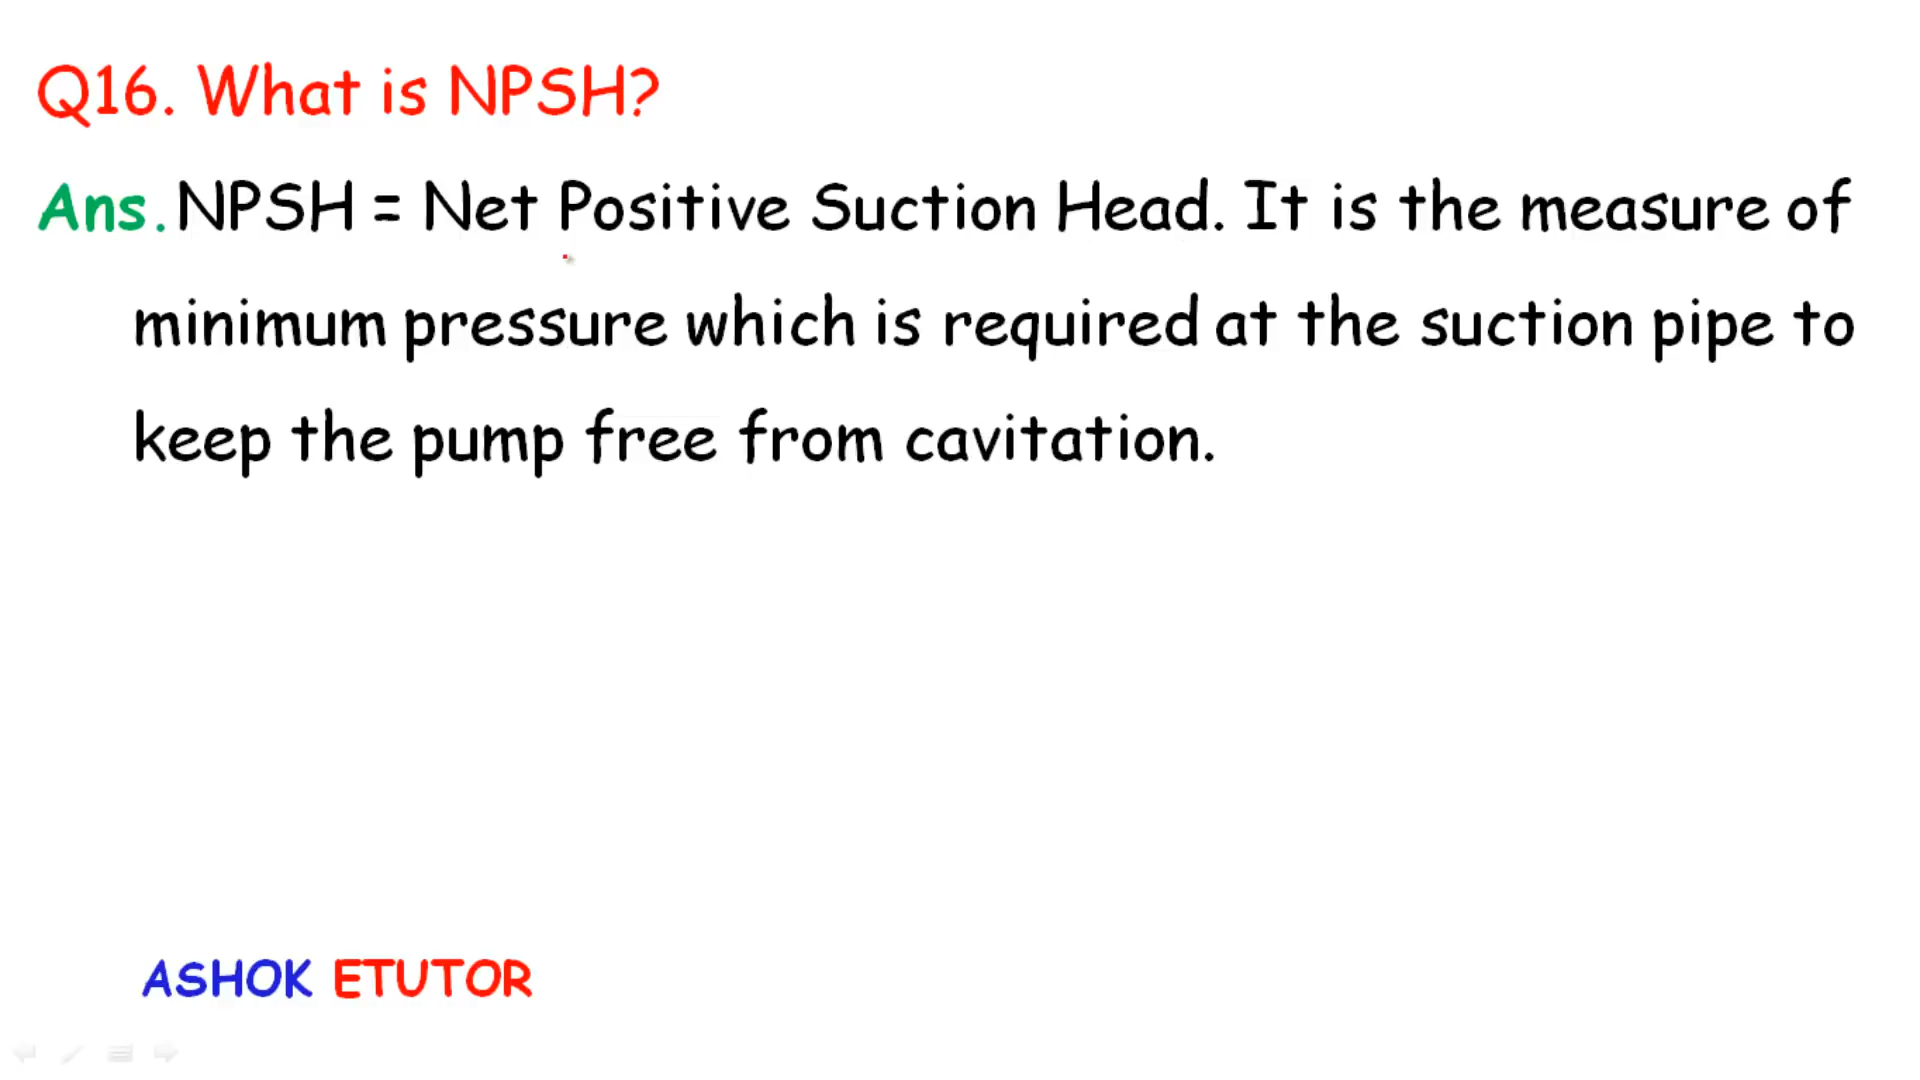 Q16. What is NPSH?
Ans. NPSH = Net Positive Suction Head. It is the measure of
minimum pressure which is required at the suction pipe to
keep the pump free from cavitation.
ASHOK ETUTOR